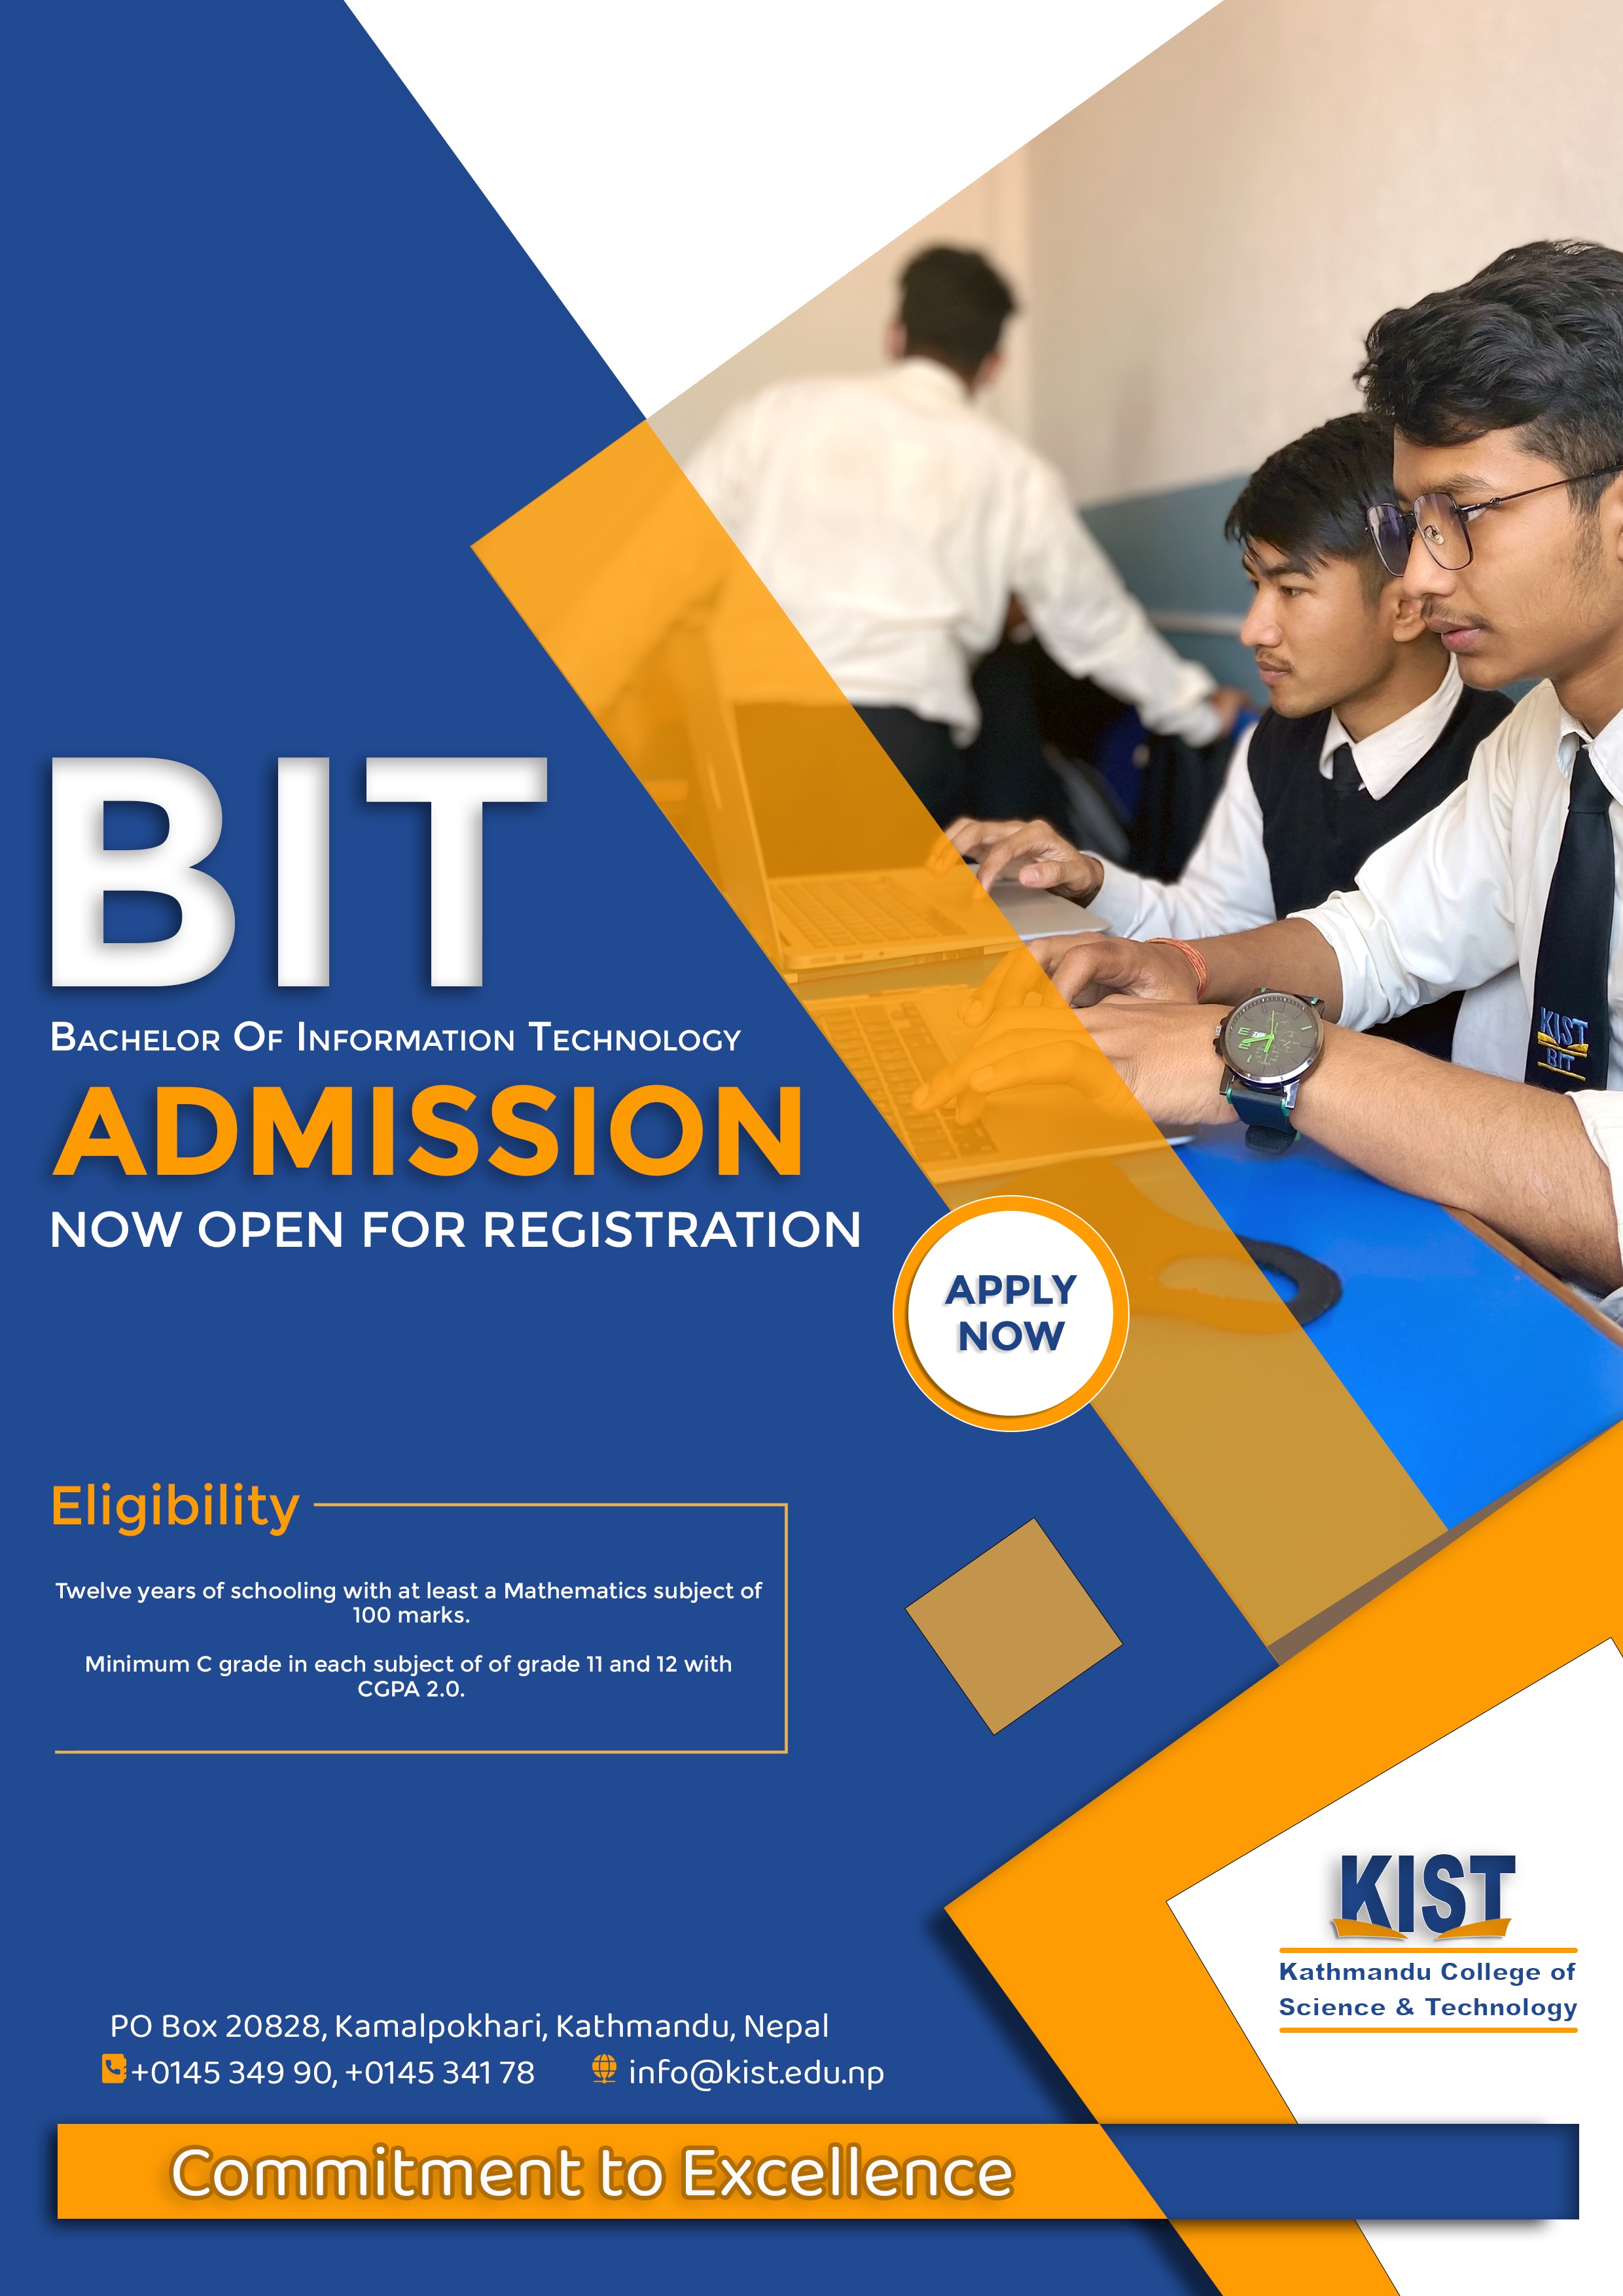 BIT
Bachelor Of Information Technology
ADMISSION
NOW OPEN FOR REGISTRATION
APPLY
NOW
Eligibility
Twelve years of schooling with at least a Mathematics subject of
100 marks.
Minimum C grade in each subject of of grade 11 and 12 with
CGPA 2.0.
KIST
BIT
KIST
Kathmandu College of
Science & Technology
PO Box 20828, Kamalpokhari, Kathmandu, Nepal
+0145 349 90, +0145 341 78 info@kist.edu.np
Commitment to Excellence